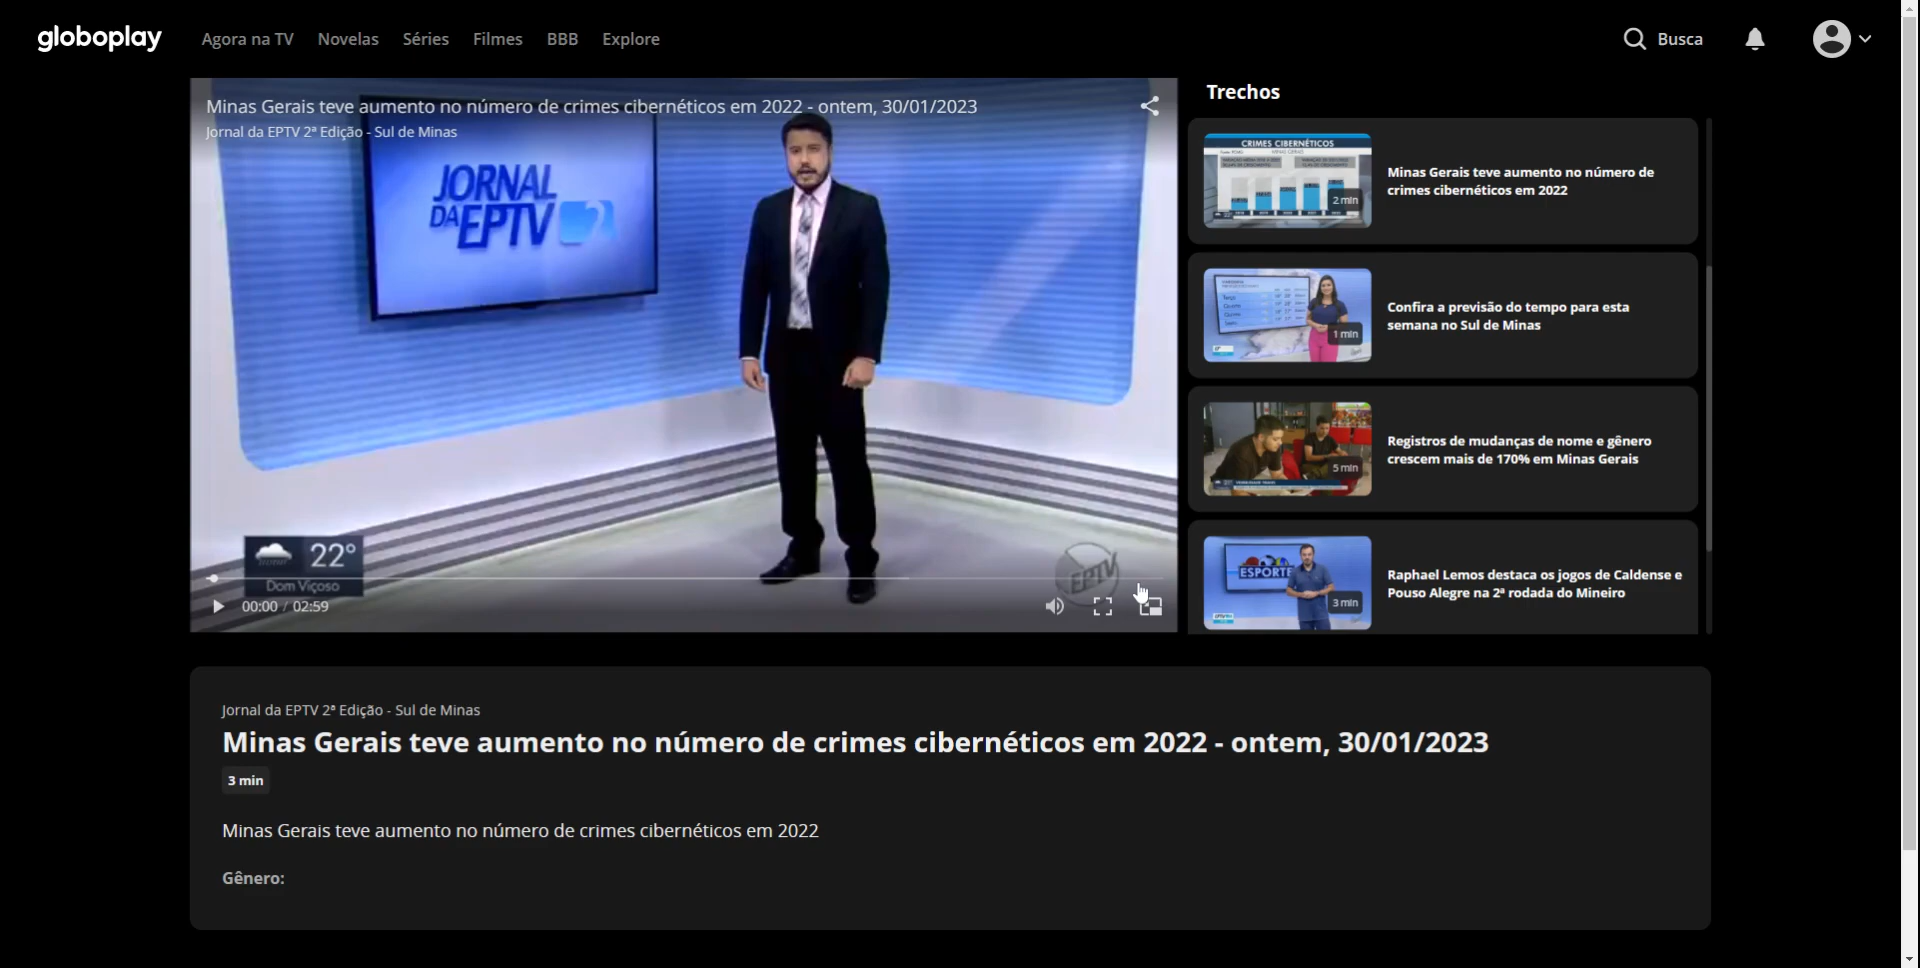 globoplay
Agora na TV
Novelas
Séries
Filmes
BBB
Explore
Busca
Minas Gerais teve aumento no número de crimes cibernéticos em 2022 - ontem, 30/01/2023
Jornal da EPTV 2ª Edição - Sul de Minas
JORNAL
DA EPTV 2
22°
Dom Viçoso
EPTV
00:00 / 02:59
Trechos
CRIMES CIBERNÉTICOS
MINAS GERAIS
2 min
Minas Gerais teve aumento no número de
crimes cibernéticos em 2022
1 min
Confira a previsão do tempo para esta
semana no Sul de Minas
5 min
Registros de mudanças de nome e gênero
crescem mais de 170% em Minas Gerais
ESPORTE
3 min
Raphael Lemos destaca os jogos de Caldense e
Pouso Alegre na 2ª rodada do Mineiro
Jornal da EPTV 2ª Edição - Sul de Minas
Minas Gerais teve aumento no número de crimes cibernéticos em 2022 - ontem, 30/01/2023
3 min
Minas Gerais teve aumento no número de crimes cibernéticos em 2022
Gênero: